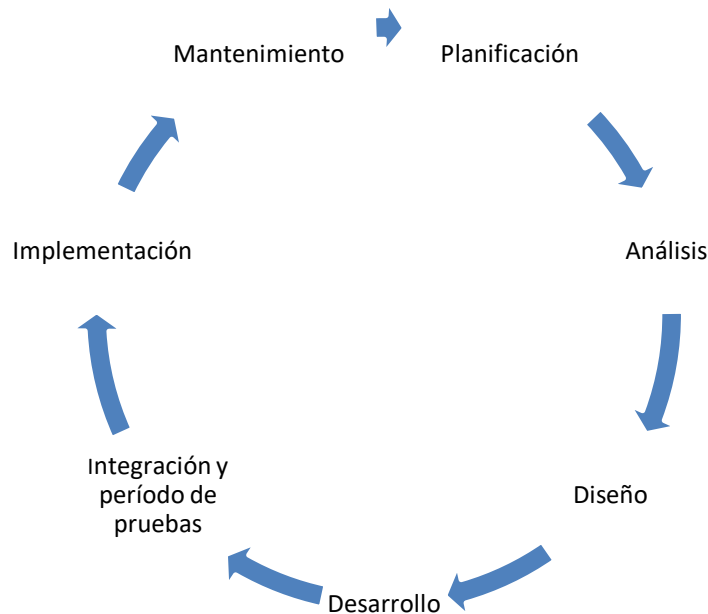 Mantenimiento
Planificación
Implementación
Análisis
Integración y
período de
pruebas
Diseño
Desarrollo